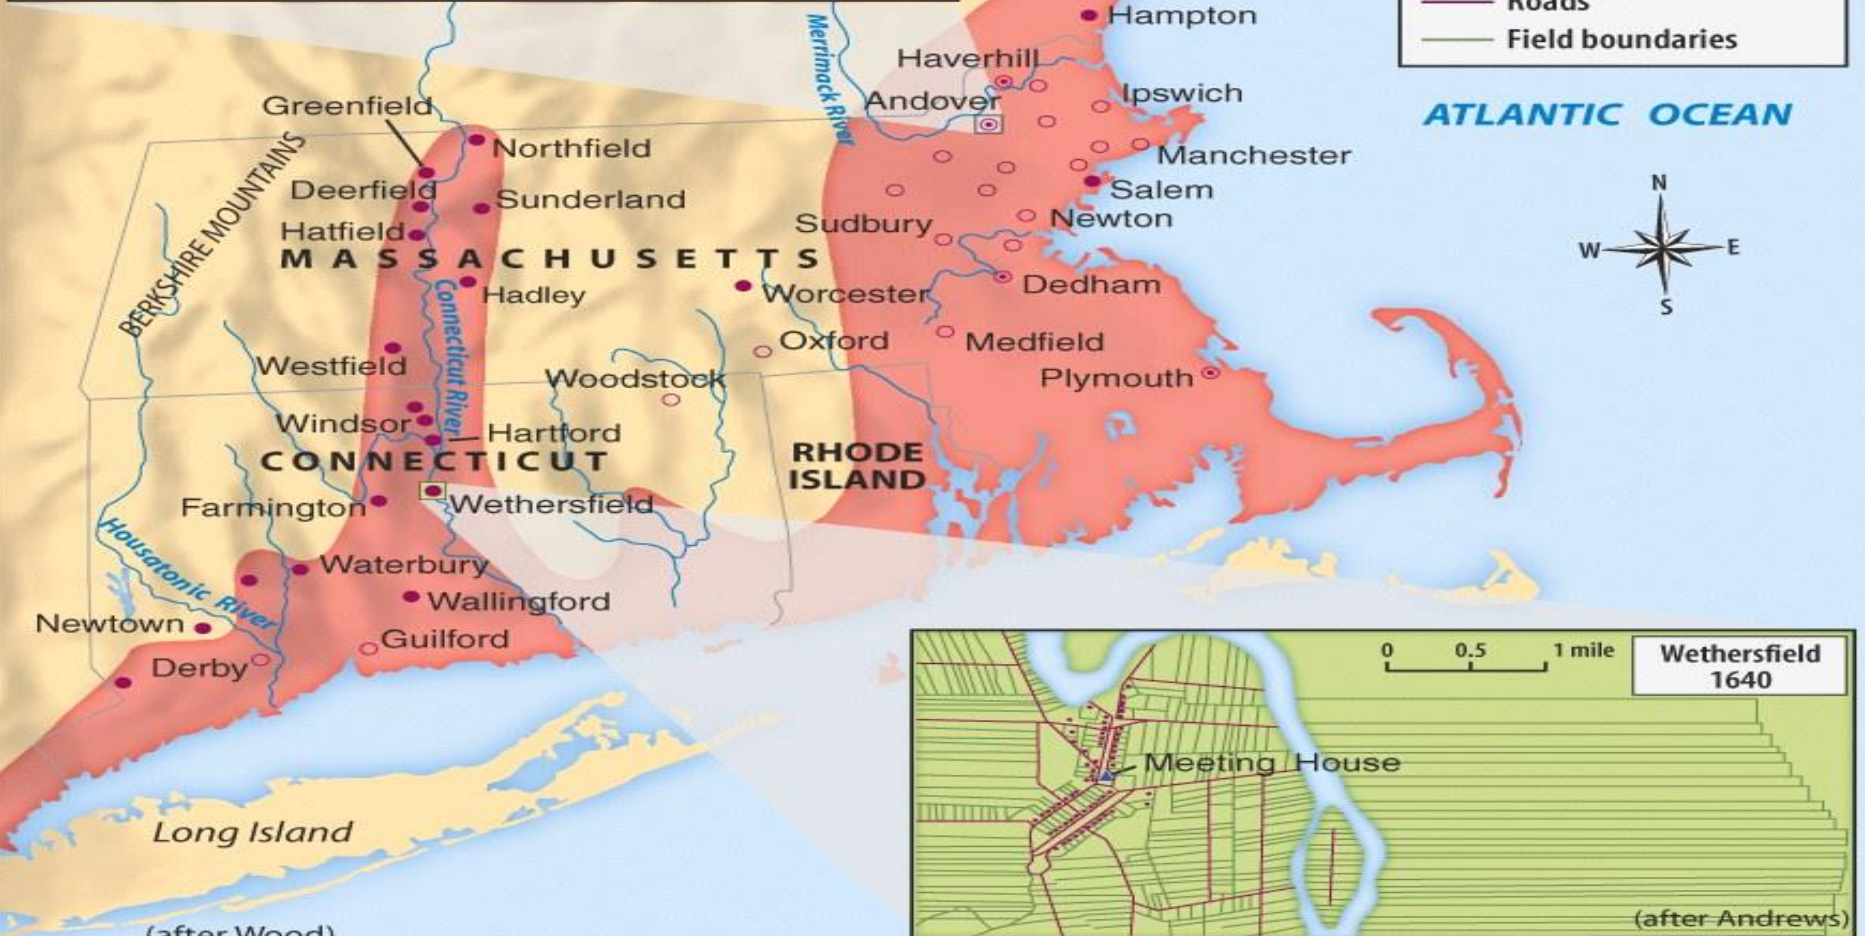 Hampton
Roads
Field boundaries
Merrimack River
Haverhill
Andover
Ipswich
ATLANTIC OCEAN
Greenfield
Northfield
Manchester
BERKSHIRE MOUNTAINS
Deerfield
Sunderland
Salem
N
Sudbury
Newton
Hatfield
W
E
MASSACHUSETTS
Hadley
Worcester
Dedham
S
Connecticut River
Oxford
Medfield
Westfield
Woodstock
Plymouth
Windsor
Hartford
RHODE
ISLAND
CONNECTICUT
Farmington
Wethersfield
Housatonic River
Waterbury
Wallingford
Newtown
Guilford
Derby
0 0.5 1 mile
Wethersfield
1640
Meeting House
Long Island
(after Andrews)
(after Wood)